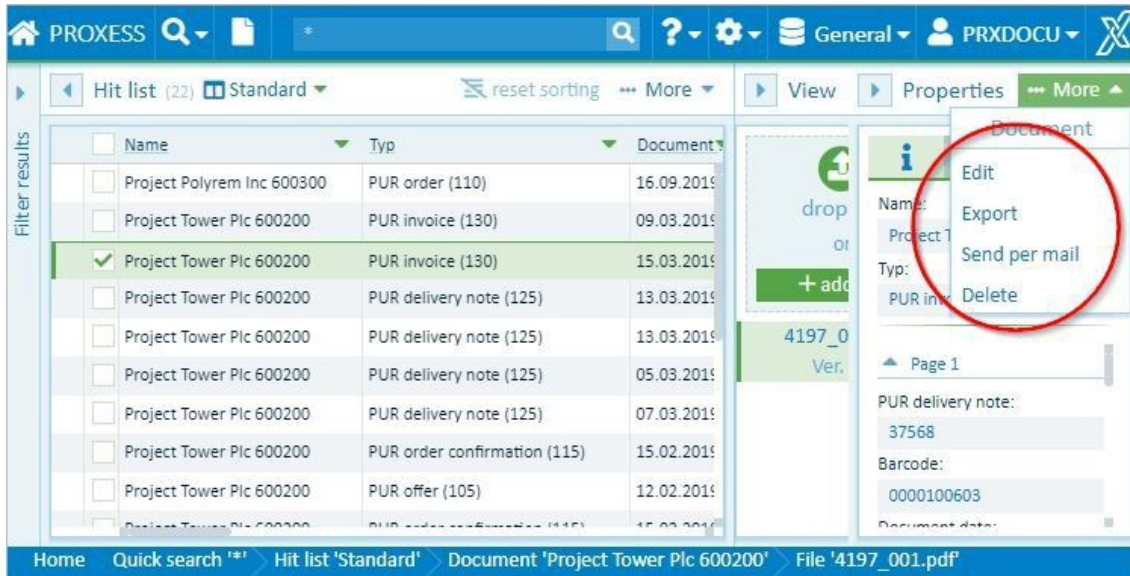 PROXESS * ? General PRXDOCU
Hit list (22) Standard reset sorting ... More View Properties ... More
Filter results
Document
Name Typ Document
Edit
Export
Send per mail
Delete
Project Polyrem Inc 600300 PUR order (110) 16.09.2019
Project Tower Plc 600200 PUR invoice (130) 09.03.2019
Project Tower Plc 600200 PUR invoice (130) 15.03.2019
Project Tower Plc 600200 PUR delivery note (125) 13.03.2019
Project Tower Plc 600200 PUR delivery note (125) 13.03.2019
Project Tower Plc 600200 PUR delivery note (125) 05.03.2019
Project Tower Plc 600200 PUR delivery note (125) 07.03.2019
Project Tower Plc 600200 PUR order confirmation (115) 15.02.2019
Project Tower Plc 600200 PUR offer (105) 12.02.2019
drop
or
+ add
4197_0
Ver.
i
Name:
Project T
Typ:
PUR inv
Page 1
PUR delivery note:
37568
Barcode:
0000100603
Document date:
Home Quick search '*' Hit list 'Standard' Document 'Project Tower Plc 600200' File '4197_001.pdf'